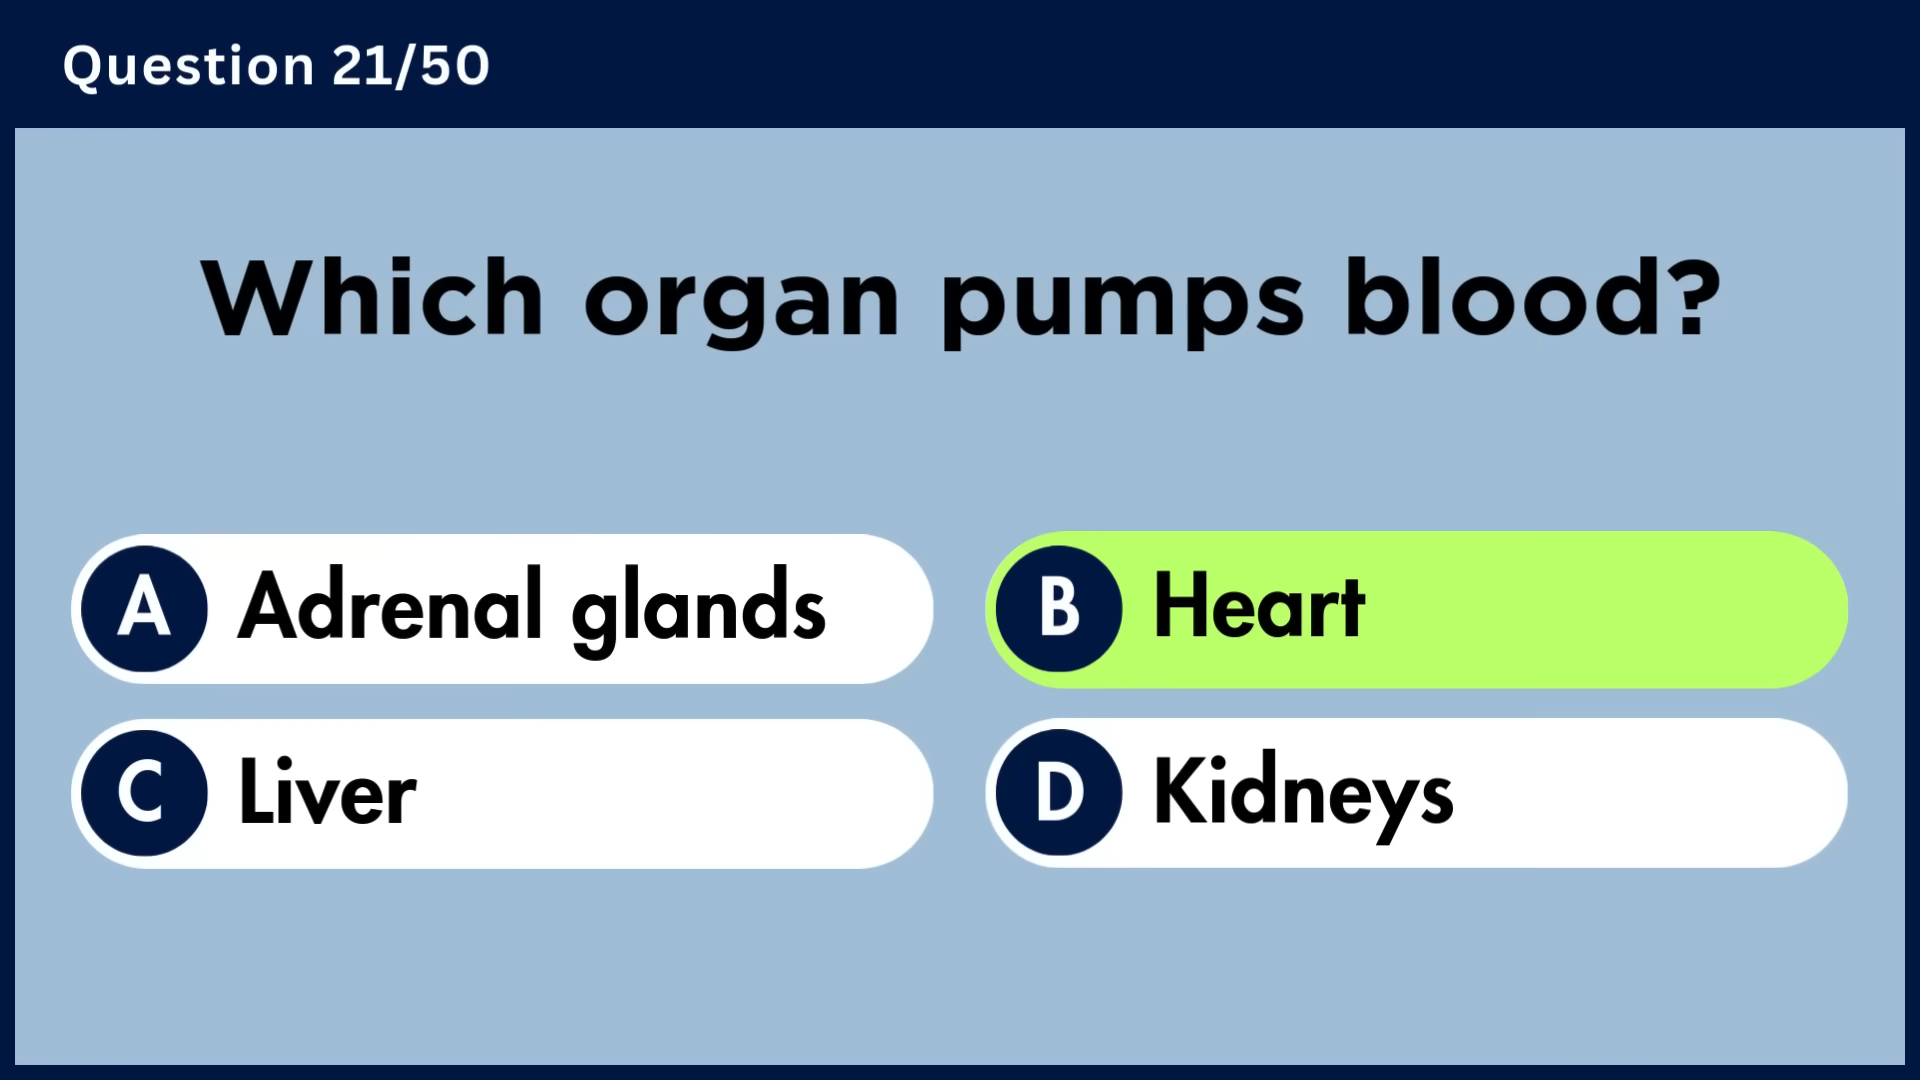 Question 21/50
Which organ pumps blood?
A Adrenal glands
B Heart
C Liver
D Kidneys